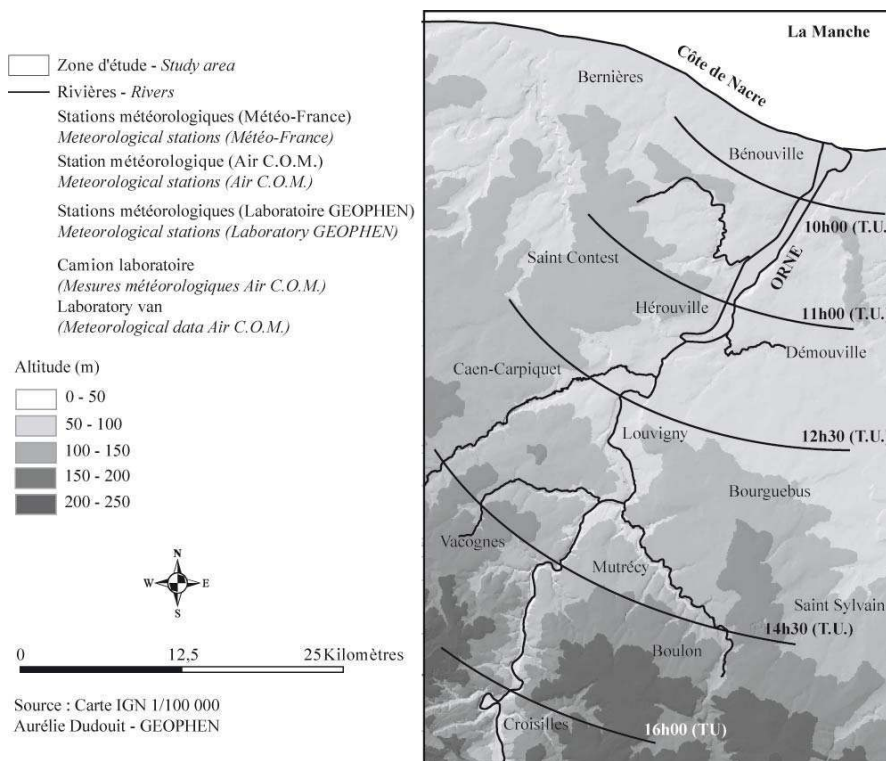 Zone d'étude - Study area
Rivières - Rivers
Stations météorologiques (Météo-France)
Meteorological stations (Météo-France)
Station météorologique (Air C.O.M.)
Meteorological stations (Air C.O.M.)
Stations météorologiques (Laboratoire GEOPHEN)
Meteorological stations (Laboratory GEOPHEN)
Camion laboratoire
(Mesures météorologiques Air C.O.M.)
Laboratory van
(Meteorological data Air C.O.M.)
Altitude (m)
0 - 50
50 - 100
100 - 150
150 - 200
200 - 250
N
W E
S
0 12,5 25 Kilomètres
Source : Carte IGN 1/100 000
Aurélie Dudouit - GEOPHEN
La Manche
Côte de Nacre
Bernières
Bénouville
10h00 (T.U.)
ORNE
Saint Contest
Hérouville
11h00 (T.U.)
Démouville
Caen-Carpiquet
Louvigny
12h30 (T.U.)
Bourguebus
Vacognes
Mutrécy
Saint Sylvain
14h30 (T.U.)
Boulon
Croisilles
16h00 (TU)